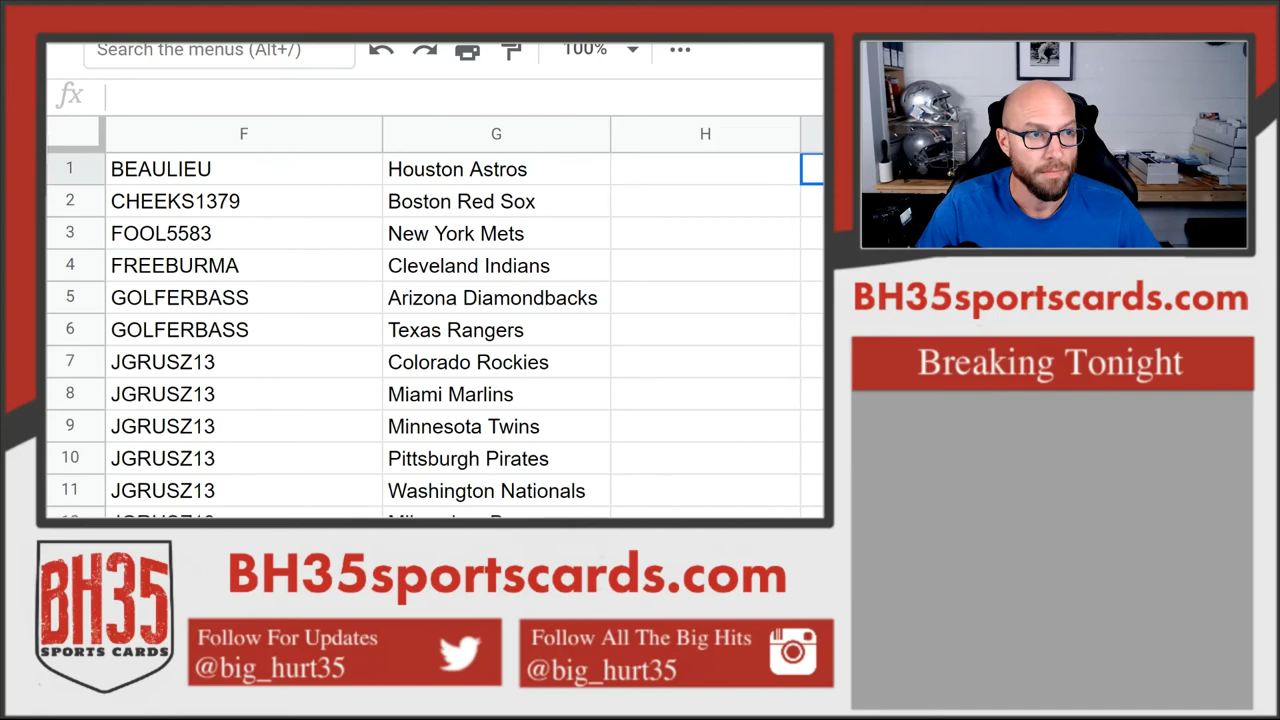 Search the menus (Alt+/)
100%
fx
F G H
1 BEAULIEU Houston Astros
2 CHEEKS1379 Boston Red Sox
3 FOOL5583 New York Mets
4 FREEBURMA Cleveland Indians
5 GOLFERBASS Arizona Diamondbacks
6 GOLFERBASS Texas Rangers
7 JGRUSZ13 Colorado Rockies
8 JGRUSZ13 Miami Marlins
9 JGRUSZ13 Minnesota Twins
10 JGRUSZ13 Pittsburgh Pirates
11 JGRUSZ13 Washington Nationals
BH35sportscards.com
Breaking Tonight
BH35
SPORTS CARDS
BH35sportscards.com
Follow For Updates
@big_hurt35
Follow All The Big Hits
@big_hurt35